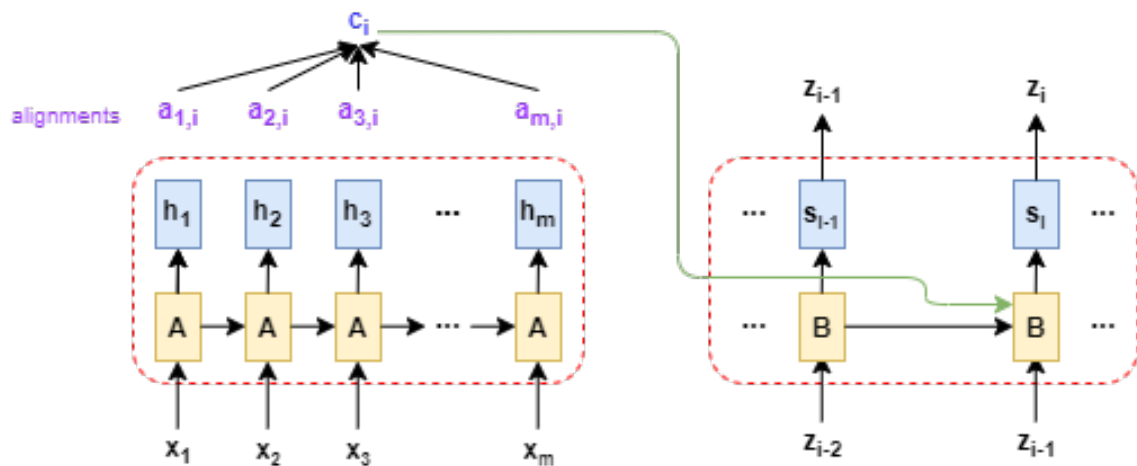 c_i
alignments a_{1,i} a_{2,i} a_{3,i} a_{m,i}
z_{i-1} z_i
h_1 h_2 h_3 ... h_m
... s_{l-1} s_l ...
A A A ... A
... B B ...
x_1 x_2 x_3 x_m
z_{i-2} z_{i-1}